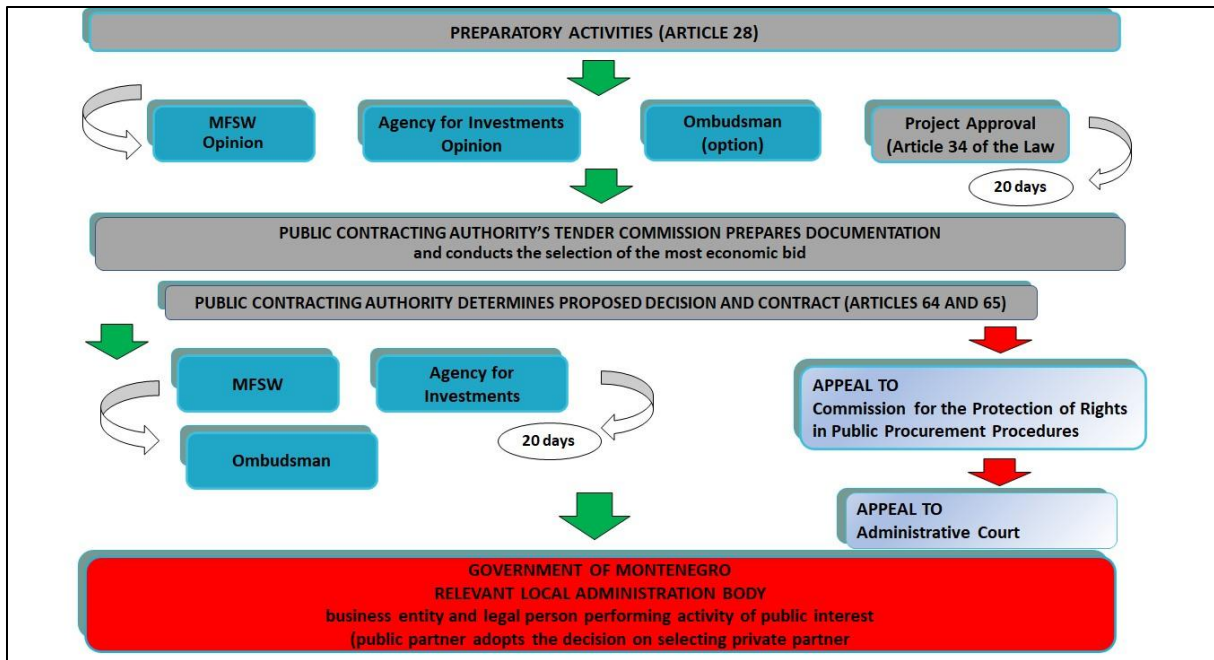 PREPARATORY ACTIVITIES (ARTICLE 28)
MFSW
Opinion
Agency for Investments
Opinion
Ombudsman
(option)
Project Approval
(Article 34 of the Law
20 days
PUBLIC CONTRACTING AUTHORITY'S TENDER COMMISSION PREPARES DOCUMENTATION
and conducts the selection of the most economic bid
PUBLIC CONTRACTING AUTHORITY DETERMINES PROPOSED DECISION AND CONTRACT (ARTICLES 64 AND 65)
MFSW
Agency for
Investments
20 days
Ombudsman
APPEAL TO
Commission for the Protection of Rights
in Public Procurement Procedures
APPEAL TO
Administrative Court
GOVERNMENT OF MONTENEGRO
RELEVANT LOCAL ADMINISTRATION BODY
business entity and legal person performing activity of public interest
(public partner adopts the decision on selecting private partner